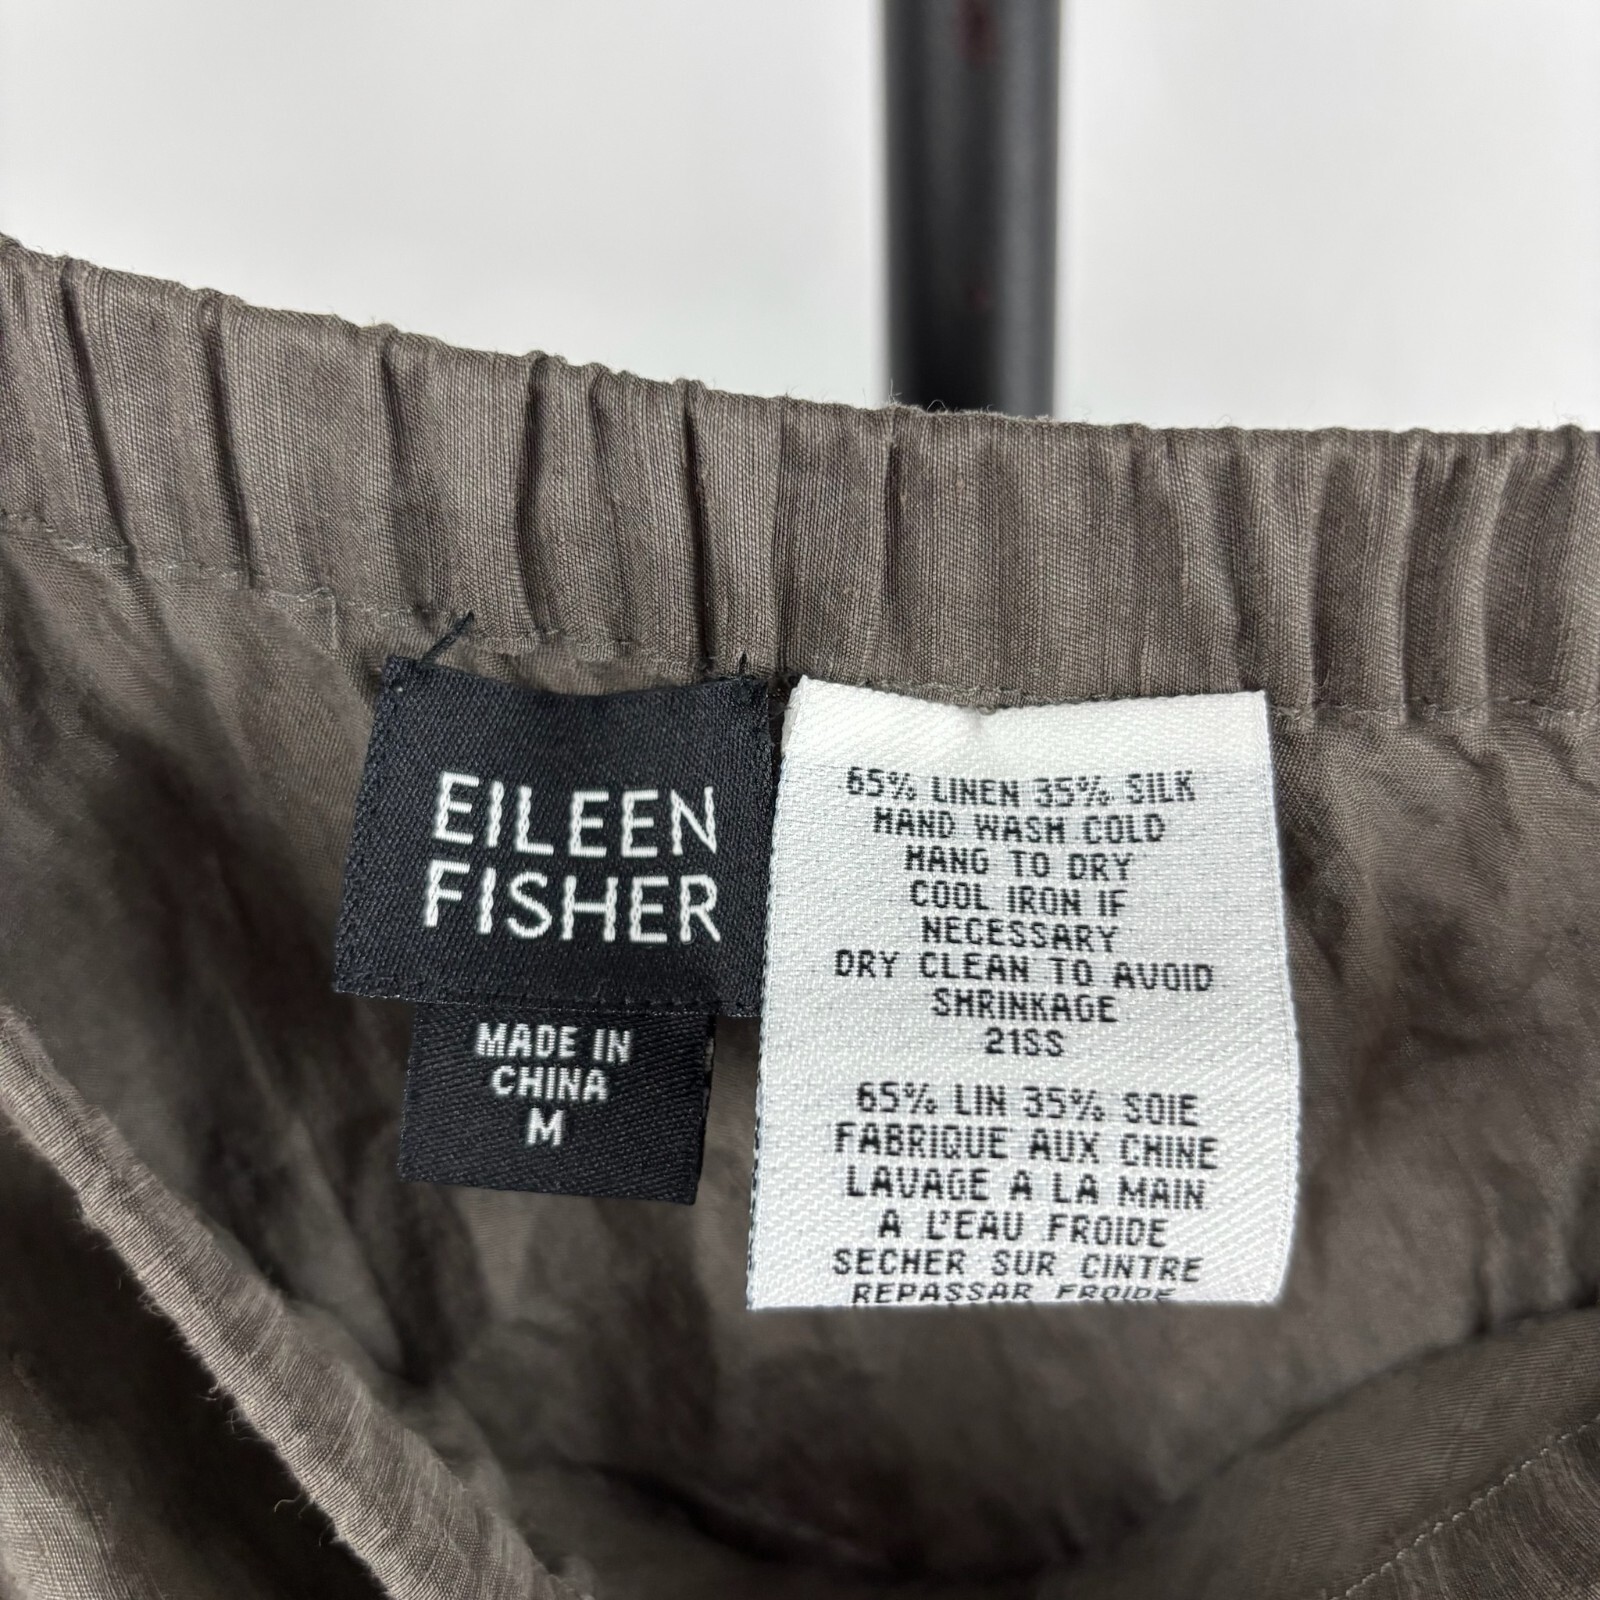 EILEEN
FISHER
MADE IN
CHINA
M
65% LINEN 35% SILK
HAND WASH COLD
HANG TO DRY
COOL IRON IF
NECESSARY
DRY CLEAN TO AVOID
SHRINKAGE
21SS
65% LIN 35% SOIE
FABRIQUE AUX CHINE
LAVAGE A LA MAIN
A L'EAU FROIDE
SECHER SUR CINTRE
REPASSAR FROIDE